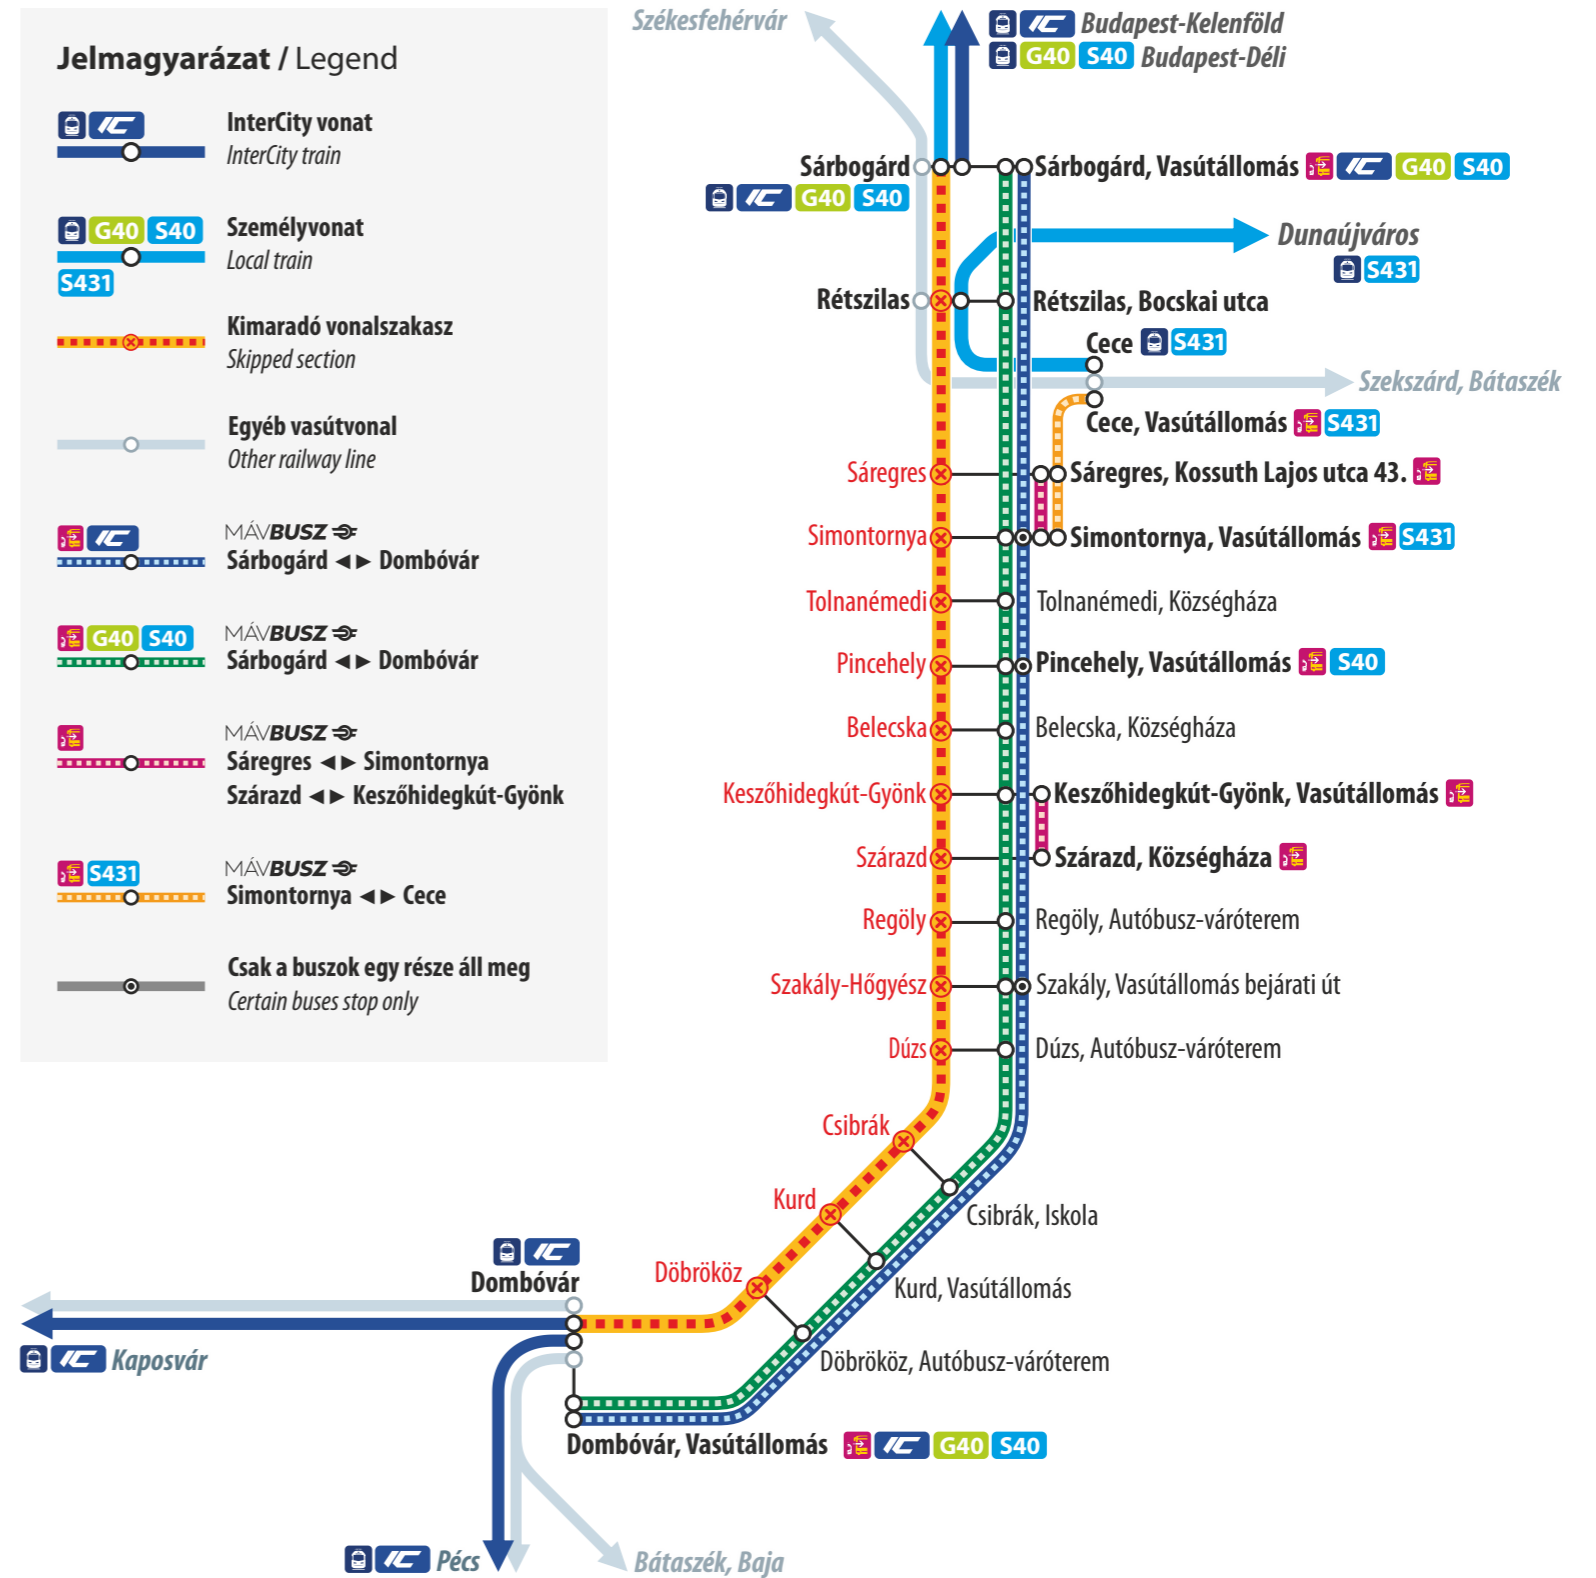 Jelmagyarázat / Legend
IC
InterCity vonat
InterCity train
G40 S40
S431
Személyvonat
Local train
Kimaradó vonalszakasz
Skipped section
Egyéb vasútvonal
Other railway line
IC
MÁVBUSZ
Sárbogárd ◄► Dombóvár
G40 S40
MÁVBUSZ
Sárbogárd ◄► Dombóvár
MÁVBUSZ
Sáregres ◄► Simontornya
Szárazd ◄► Keszőhidegkút-Gyönk
S431
MÁVBUSZ
Simontornya ◄► Cece
Csak a buszok egy része áll meg
Certain buses stop only
Székesfehérvár
IC Budapest-Kelenföld
G40 S40 Budapest-Déli
Sárbogárd
IC G40 S40
Sárbogárd, Vasútállomás IC G40 S40
Dunaújváros
S431
Rétszilas
Rétszilas, Bocskai utca
Cece S431
Szekszárd, Bátaszék
Cece, Vasútállomás S431
Sáregres
Sáregres, Kossuth Lajos utca 43.
Simontornya
Simontornya, Vasútállomás S431
Tolnanémedi
Tolnanémedi, Községháza
Pincehely
Pincehely, Vasútállomás S40
Belecska
Belecska, Községháza
Keszőhidegkút-Gyönk
Keszőhidegkút-Gyönk, Vasútállomás
Szárazd
Szárazd, Községháza
Regöly
Regöly, Autóbusz-váróterem
Szakály-Hőgyész
Szakály, Vasútállomás bejárati út
Dúzs
Dúzs, Autóbusz-váróterem
Csibrák
Csibrák, Iskola
Kurd
Kurd, Vasútállomás
Döbrököz
Döbrököz, Autóbusz-váróterem
IC
Dombóvár
IC Kaposvár
Dombóvár, Vasútállomás IC G40 S40
IC Pécs
Bátaszék, Baja